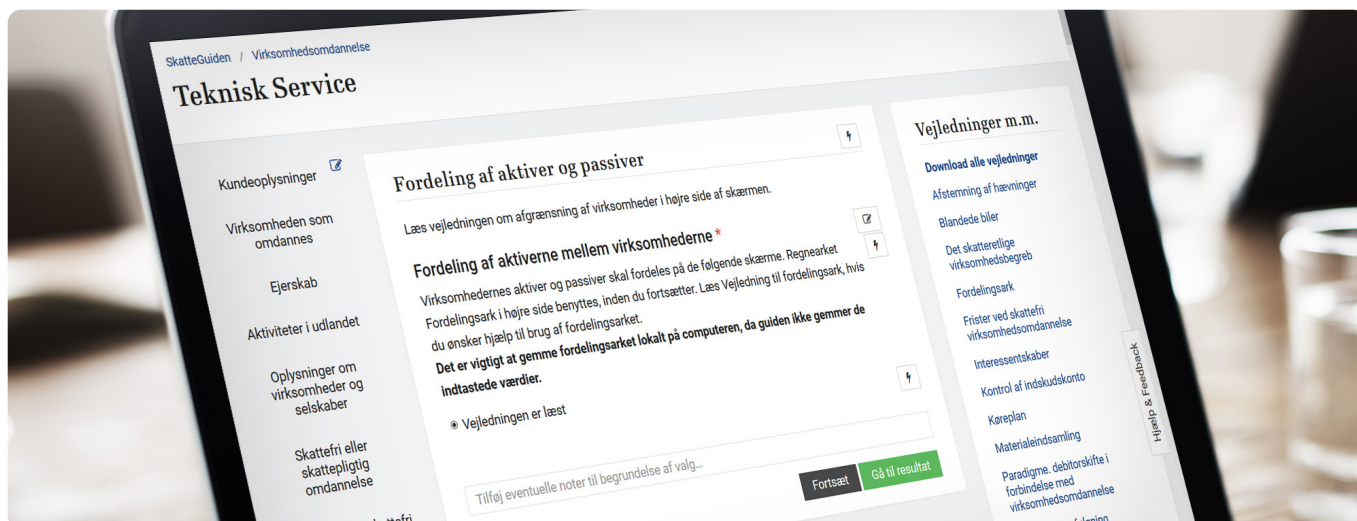 SkatteGuiden / Virksomhedsomdannelse
Teknisk Service
Kundeoplysninger
Virksomheden som
omdannes
Ejerskab
Aktiviteter i udlandet
Oplysninger om
virksomheder og
selskaber
Skattefri eller
skattepligtig
omdannelse
Fordeling af aktiver og passiver
Læs vejledningen om afgrænsning af virksomheder i højre side af skærmen.
Fordeling af aktiverne mellem virksomhederne *
Virksomhedernes aktiver og passiver skal fordeles på de følgende skærme. Regnearket
Fordelingsark i højre side benyttes, inden du fortsætter. Læs Vejledning til fordelingsark, hvis
du ønsker hjælp til brug af fordelingsarket.
Det er vigtigt at gemme fordelingsarket lokalt på computeren, da guiden ikke gemmer de
indtastede værdier.
Vejledningen er læst
Tilføj eventuelle noter til begrundelse af valg...
Fortsæt
Gå til resultat
Vejledninger m.m.
Download alle vejledninger
Afstemning af hævninger
Blandede biler
Det skatteretlige
virksomhedsbegreb
Fordelingsark
Frister ved skattefri
virksomhedsomdannelse
Interessentskaber
Kontrol af indskudskonto
Køreplan
Materialeindsamling
Paradigme. debitorskifte i
forbindelse med
virksomhedsomdannelse
Hjælp & Feedback